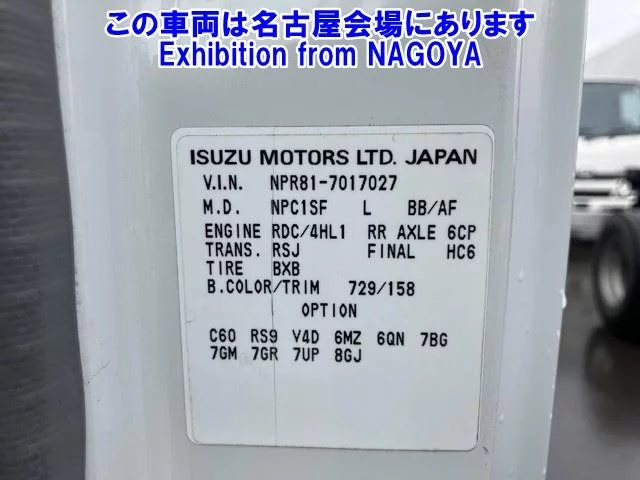 この車両は名古屋会場にあります
Exhibition from NAGOYA
ISUZU MOTORS LTD. JAPAN
V.I.N. NPR81-7017027
M.D. NPC1SF L BB/AF
ENGINE RDC/4HL1 RR AXLE 6CP
TRANS. RSJ FINAL HC6
TIRE BXB
B.COLOR/TRIM 729/158
OPTION
C60 RS9 V4D 6MZ 6QN 7BG
7GM 7GR 7UP 8GJ